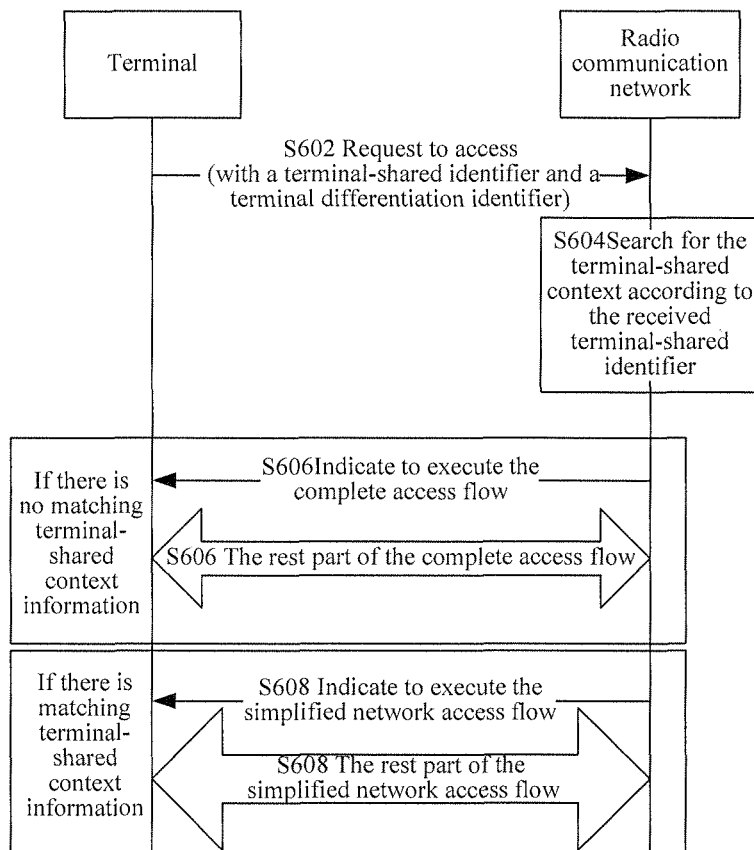 Terminal
Radio
communication
network
S602 Request to access
(with a terminal-shared identifier and a
terminal differentiation identifier)
S604Search for the
terminal-shared
context according to
the received
terminal-shared
identifier
If there is
no matching
terminal-
shared
context
information
S606Indicate to execute the
complete access flow
S606 The rest part of the complete access flow
If there is
matching
terminal-
shared
context
information
S608 Indicate to execute the
simplified network access flow
S608 The rest part of the
simplified network access flow